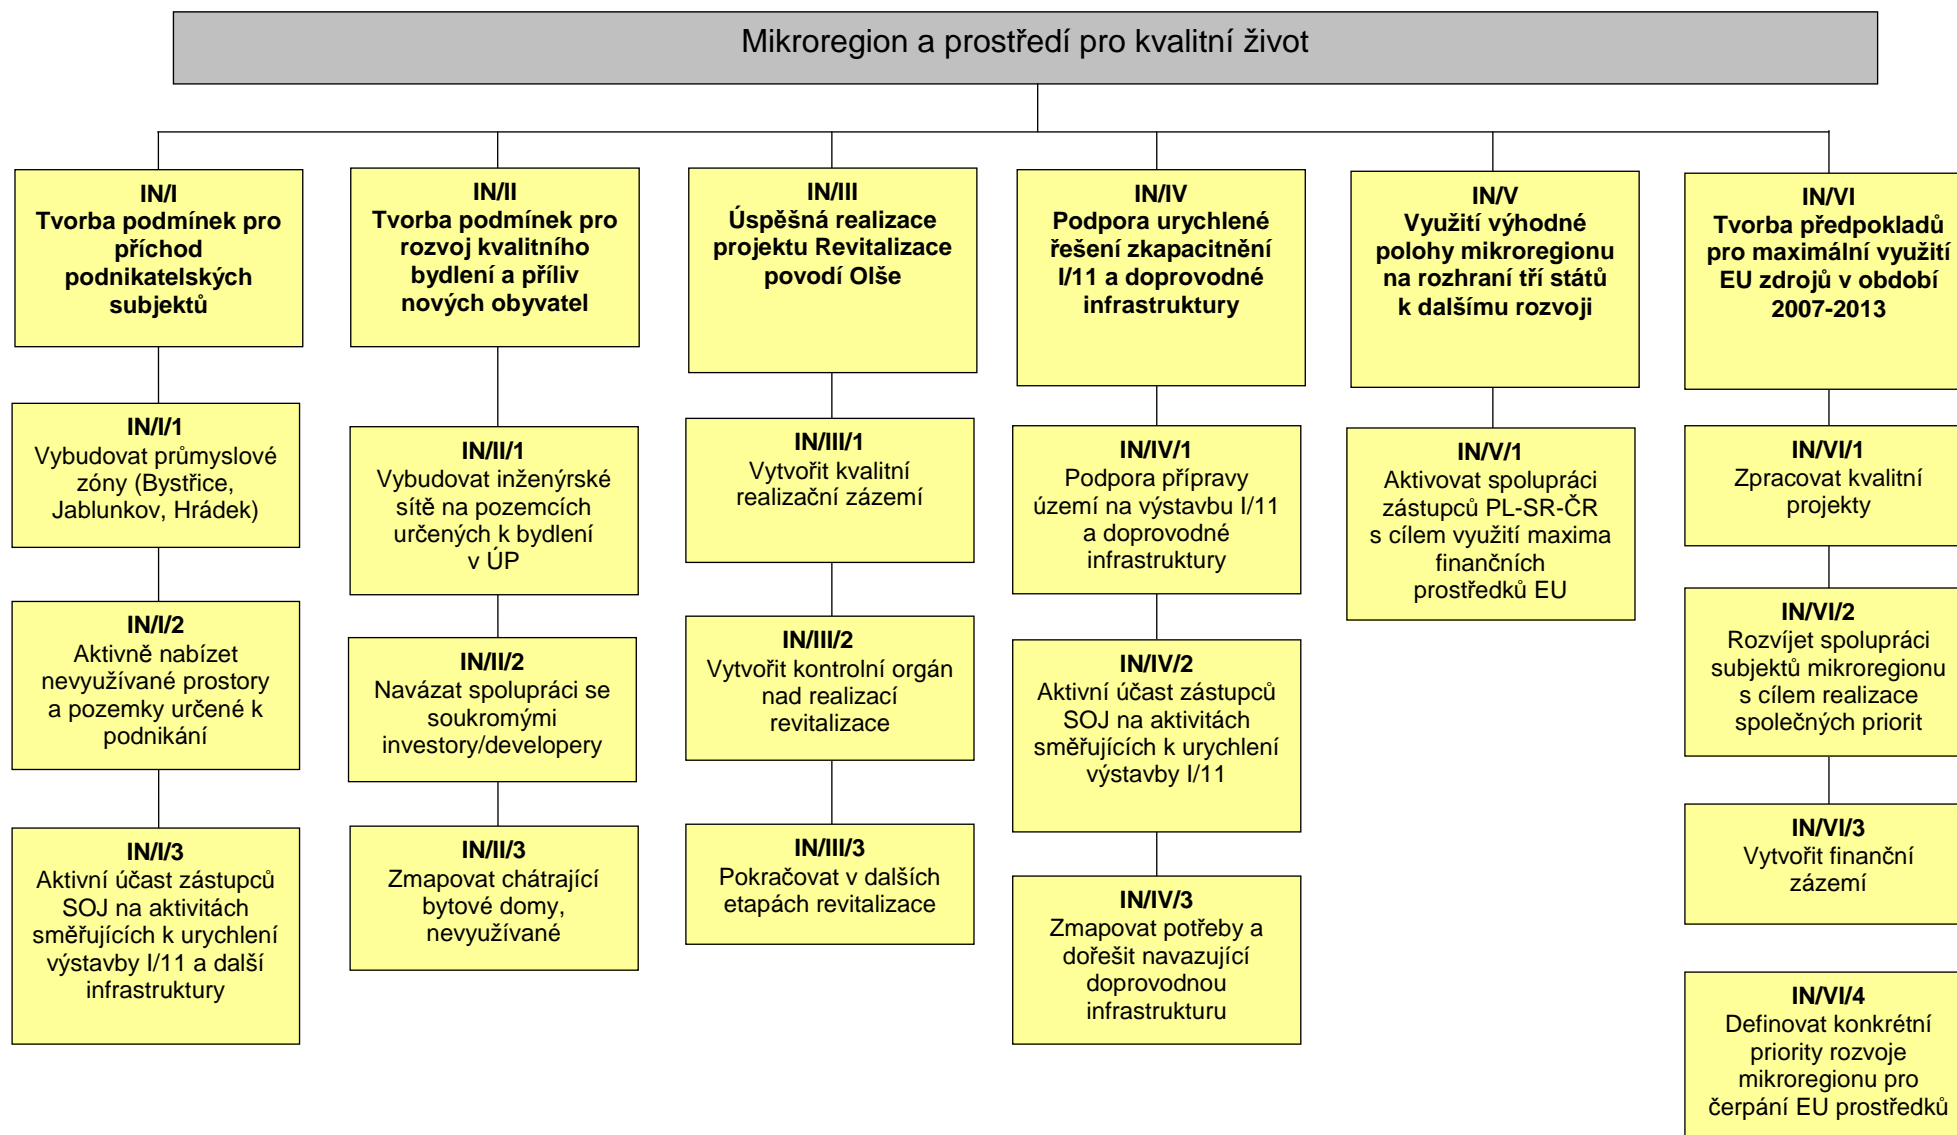 Mikroregion a prostředí pro kvalitní život
IN/I
Tvorba podmínek pro
příchod
podnikatelských
subjektů
IN/I/1
Vybudovat průmyslové
zóny (Bystřice,
Jablunkov, Hrádek)
IN/I/2
Aktivně nabízet
nevyužívané prostory
a pozemky určené k
podnikání
IN/I/3
Aktivní účast zástupců
SOJ na aktivitách
směřujících k urychlení
výstavby I/11 a další
infrastruktury
IN/II
Tvorba podmínek pro
rozvoj kvalitního
bydlení a příliv
nových obyvatel
IN/II/1
Vybudovat inženýrské
sítě na pozemcích
určených k bydlení
v ÚP
IN/II/2
Navázat spolupráci se
soukromými
investory/developery
IN/II/3
Zmapovat chátrající
bytové domy,
nevyužívané
IN/III
Úspěšná realizace
projektu Revitalizace
povodí Olše
IN/III/1
Vytvořit kvalitní
realizační zázemí
IN/III/2
Vytvořit kontrolní orgán
nad realizací
revitalizace
IN/III/3
Pokračovat v dalších
etapách revitalizace
IN/IV
Podpora urychlené
řešení zkapacitnění
I/11 a doprovodné
infrastruktury
IN/IV/1
Podpora přípravy
území na výstavbu I/11
a doprovodné
infrastruktury
IN/IV/2
Aktivní účast zástupců
SOJ na aktivitách
směřujících k urychlení
výstavby I/11
IN/IV/3
Zmapovat potřeby a
dořešit navazující
doprovodnou
infrastrukturu
IN/V
Využití výhodné
polohy mikroregionu
na rozhraní tří států
k dalšímu rozvoji
IN/V/1
Aktivovat spolupráci
zástupců PL-SR-ČR
s cílem využití maxima
finančních
prostředků EU
IN/VI
Tvorba předpokladů
pro maximální využití
EU zdrojů v období
2007-2013
IN/VI/1
Zpracovat kvalitní
projekty
IN/VI/2
Rozvíjet spolupráci
subjektů mikroregionu
s cílem realizace
společných priorit
IN/VI/3
Vytvořit finanční
zázemí
IN/VI/4
Definovat konkrétní
priority rozvoje
mikroregionu pro
čerpání EU prostředků